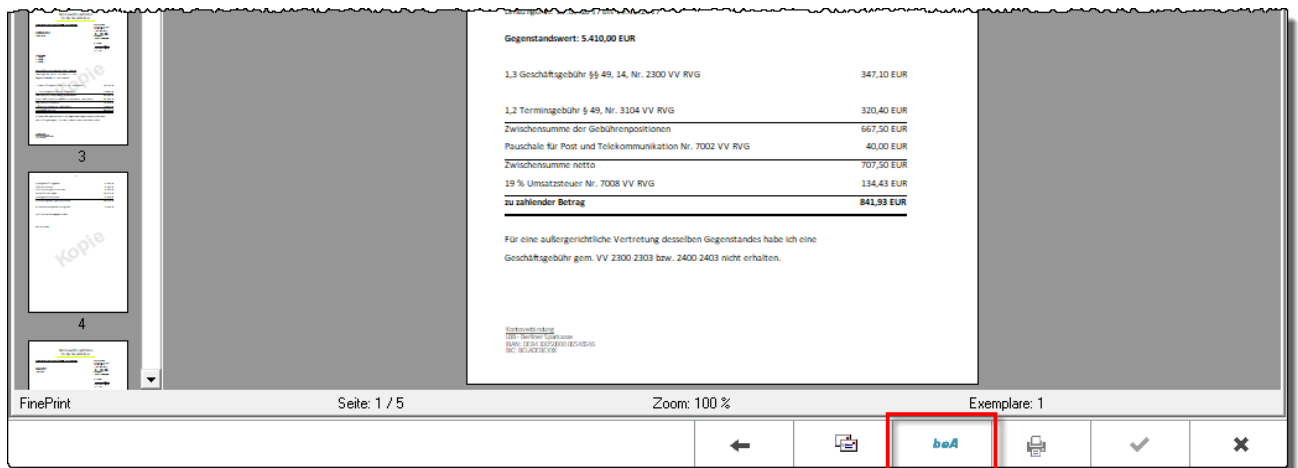 Gegenstandswert: 5.410,00 EUR
1,3 Geschäftsgebühr §§ 49, 14, Nr. 2300 VV RVG 347,10 EUR
1,2 Terminsgebühr § 49, Nr. 3104 VV RVG 320,40 EUR
Zwischensumme der Gebührenpositionen 667,50 EUR
Pauschale für Post und Telekommunikation Nr. 7002 VV RVG 40,00 EUR
Zwischensumme netto 707,50 EUR
19 % Umsatzsteuer Nr. 7008 VV RVG 134,43 EUR
zu zahlender Betrag 841,93 EUR
Für eine außergerichtliche Vertretung desselben Gegenstandes habe ich eine
Geschäftsgebühr gem. VV 2300 2303 bzw. 2400 2403 nicht erhalten.
Kontoverbindung
Berliner Sparkasse
Kopie
3
Kopie
4
FinePrint Seite: 1 / 5 Zoom: 100 % Exemplare: 1
beA